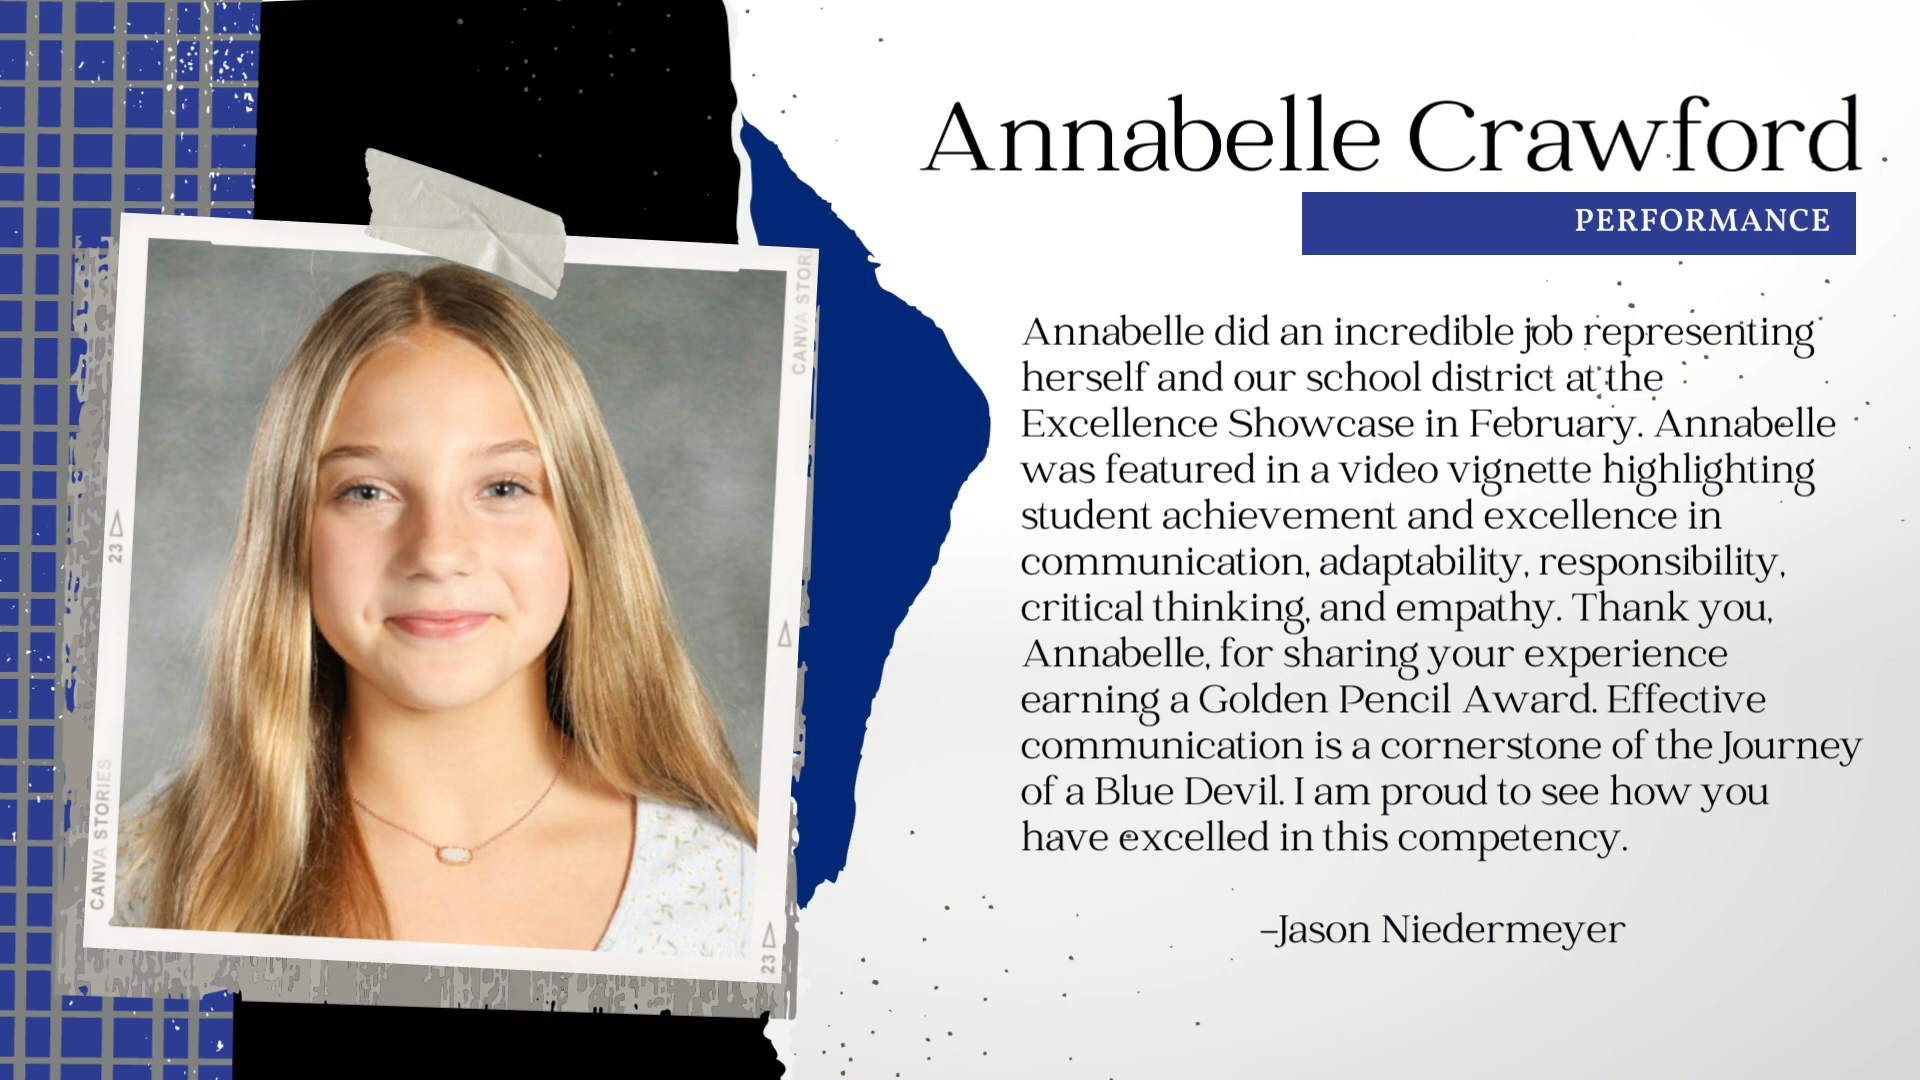 Annabelle Crawford
PERFORMANCE
Annabelle did an incredible job representing
herself and our school district at the
Excellence Showcase in February. Annabelle
was featured in a video vignette highlighting
student achievement and excellence in
communication, adaptability, responsibility,
critical thinking, and empathy. Thank you,
Annabelle, for sharing your experience
earning a Golden Pencil Award. Effective
communication is a cornerstone of the Journey
of a Blue Devil. I am proud to see how you
have excelled in this competency.
–Jason Niedermeyer
CANVA STOR
23
CANVA STORIES
23